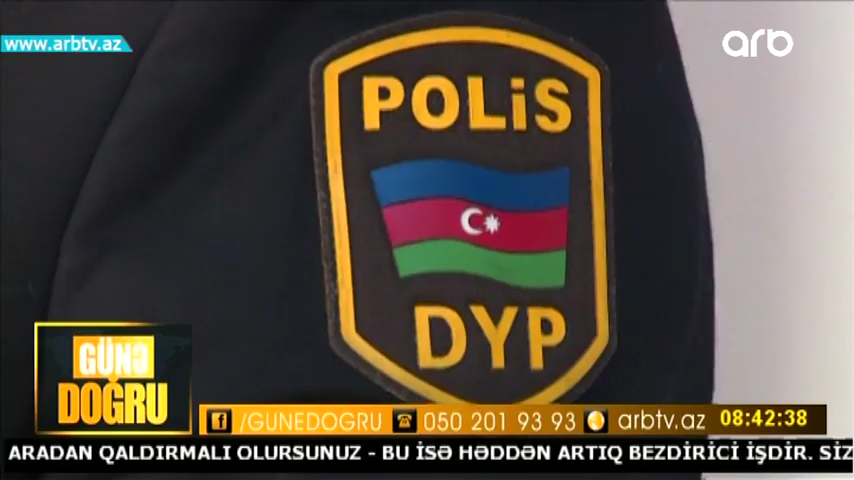 www.arbtv.az
arb
POLiS
DYP
GÜNƏ
DOĞRU
/GUNEDOGRU 050 201 93 93 arbtv.az 08:42:38
ARADAN QALDIRMALI OLURSUNUZ - BU İSƏ HƏDDƏN ARTIQ BEZDİRİCİ İŞDİR. SİZ